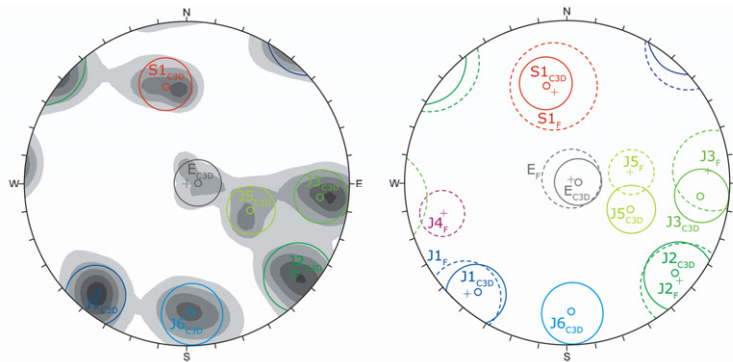 N
S1C3D
W
E
EC3D
J3C3D
J5C3D
J2C3D
J1C3D
J6C3D
S
N
S1C3D
S1F
J5F
J3F
EF
EC3D
W
E
J4F
J5C3D
J3C3D
J1F
J2C3D
J1C3D
J2F
J6C3D
S